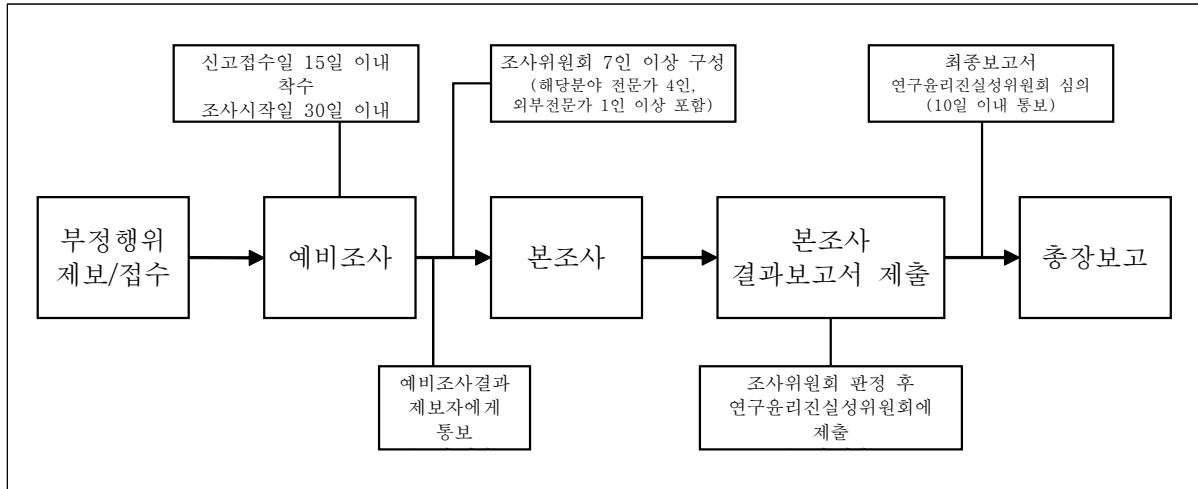 신고접수일 15일 이내
착수
조사시작일 30일 이내
조사위원회 7인 이상 구성
(해당분야 전문가 4인,
외부전문가 1인 이상 포함)
최종보고서
연구윤리진실성위원회 심의
(10일 이내 통보)
부정행위
제보/접수
예비조사
본조사
본조사
결과보고서 제출
총장보고
예비조사결과
제보자에게
통보
조사위원회 판정 후
연구윤리진실성위원회에
제출